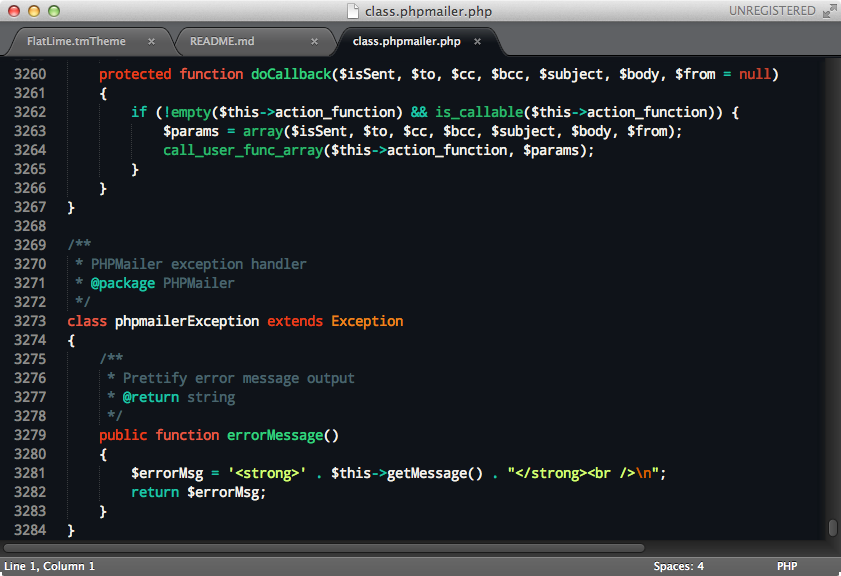 class.phpmailer.php
UNREGISTERED
FlatLime.tmTheme × README.md × class.phpmailer.php ×
3260 protected function doCallback($isSent, $to, $cc, $bcc, $subject, $body, $from = null)
3261 {
3262 if (!empty($this->action_function) && is_callable($this->action_function)) {
3263 $params = array($isSent, $to, $cc, $bcc, $subject, $body, $from);
3264 call_user_func_array($this->action_function, $params);
3265 }
3266 }
3267 }
3268
3269 /**
3270 * PHPMailer exception handler
3271 * @package PHPMailer
3272 */
3273 class phpmailerException extends Exception
3274 {
3275 /**
3276 * Prettify error message output
3277 * @return string
3278 */
3279 public function errorMessage()
3280 {
3281 $errorMsg = '<strong>' . $this->getMessage() . "</strong><br />\n";
3282 return $errorMsg;
3283 }
3284 }
Line 1, Column 1 Spaces: 4 PHP